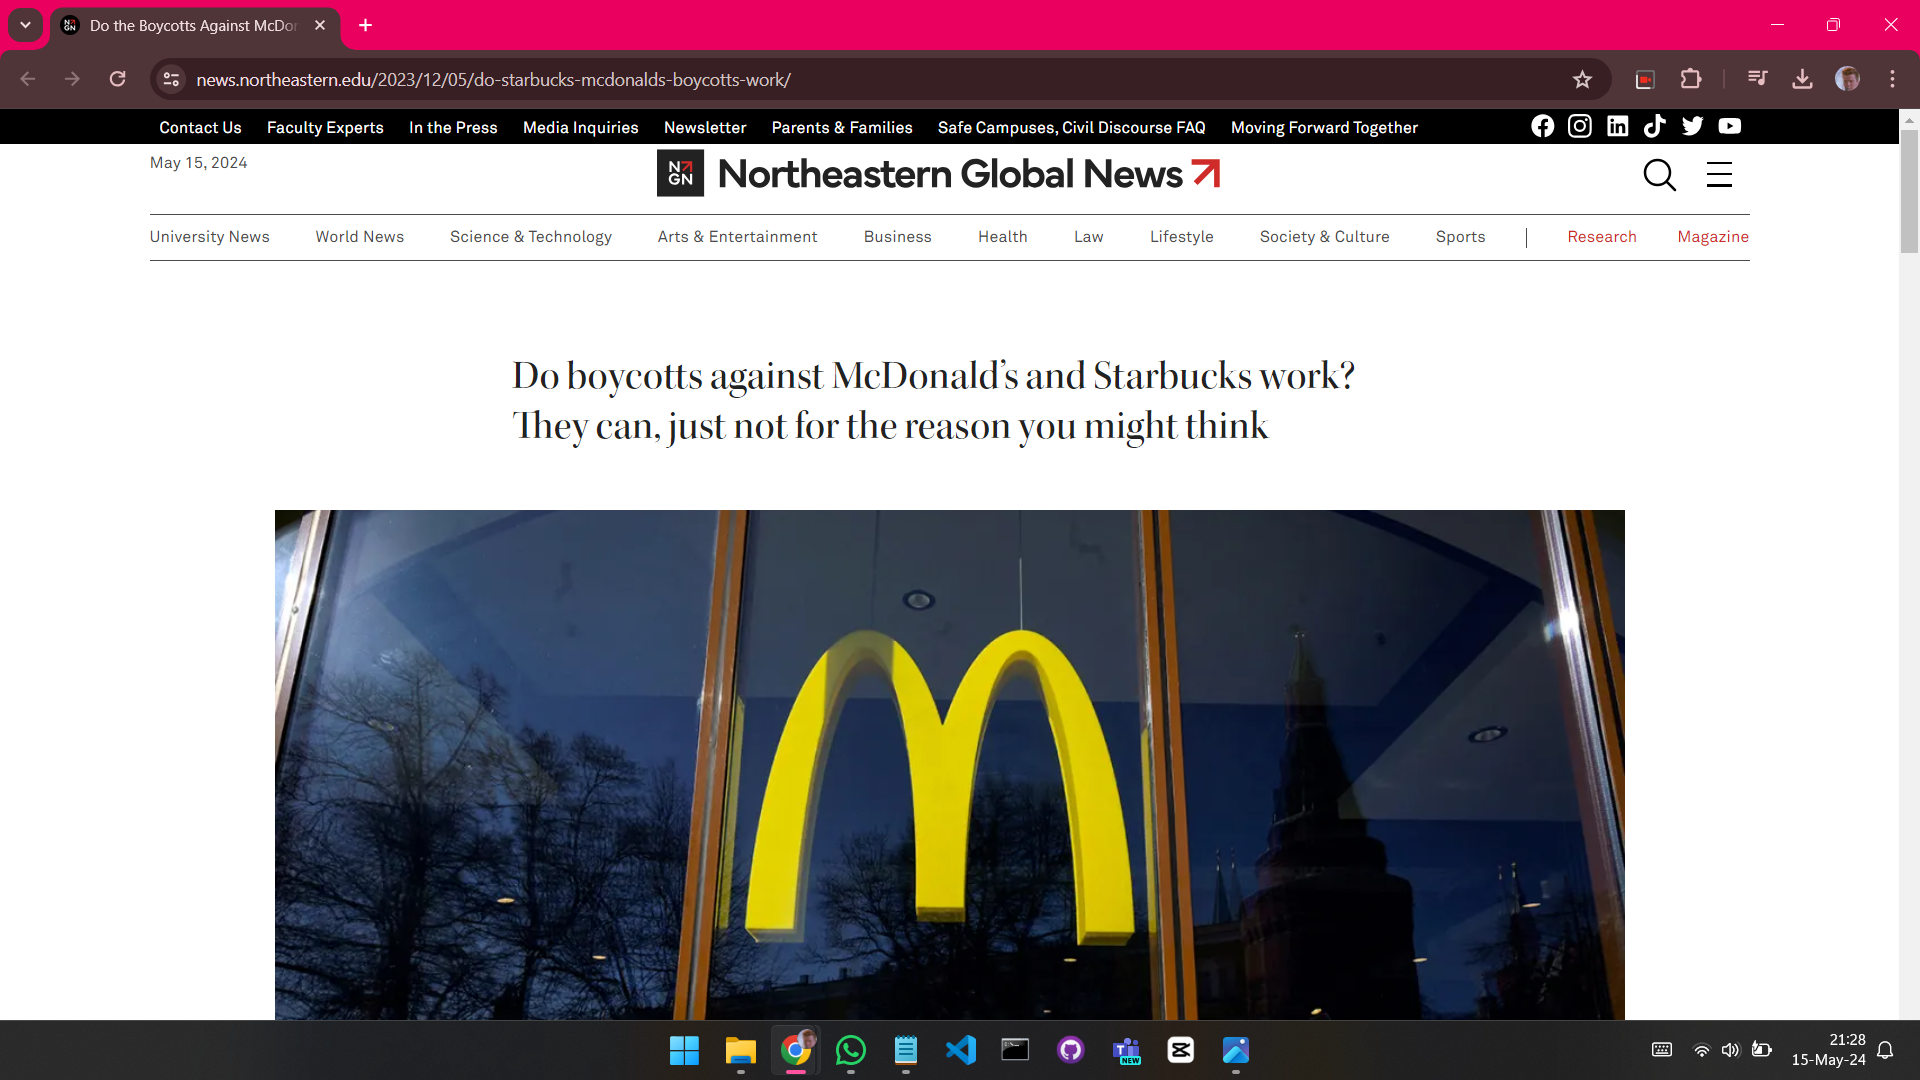 Do the Boycotts Against McDon
news.northeastern.edu/2023/12/05/do-starbucks-mcdonalds-boycotts-work/
Contact Us Faculty Experts In the Press Media Inquiries Newsletter Parents & Families Safe Campuses, Civil Discourse FAQ Moving Forward Together
May 15, 2024
N GN Northeastern Global News
University News World News Science & Technology Arts & Entertainment Business Health Law Lifestyle Society & Culture Sports | Research Magazine
Do boycotts against McDonald’s and Starbucks work?
They can, just not for the reason you might think
NEW
21:28
15-May-24